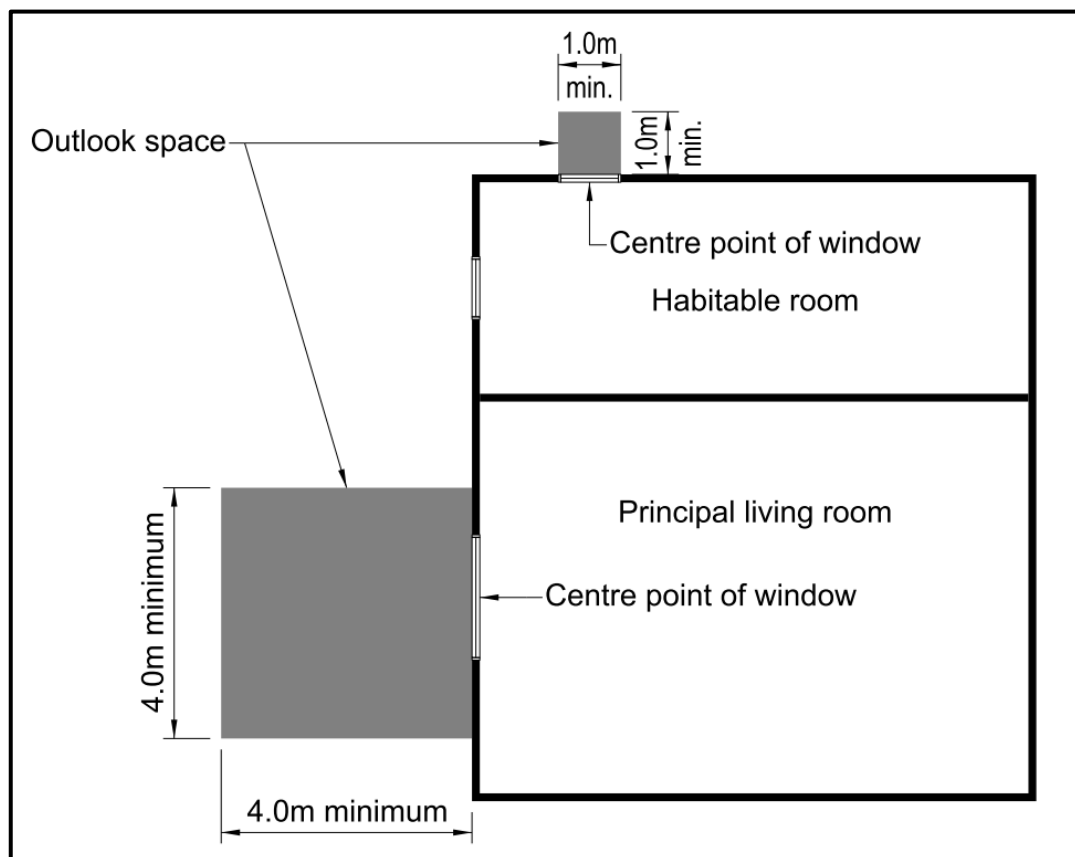 1.0m
min.
1.0m
min.
Outlook space
Centre point of window
Habitable room
Principal living room
Centre point of window
4.0m minimum
4.0m minimum